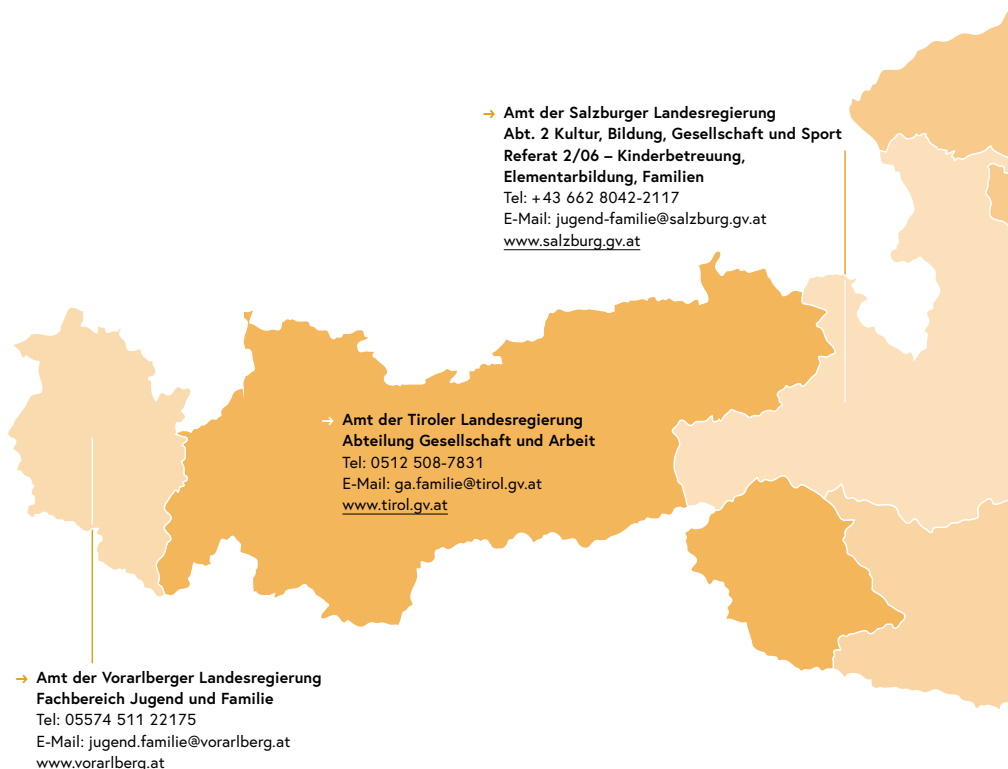 → Amt der Salzburger Landesregierung
Abt. 2 Kultur, Bildung, Gesellschaft und Sport
Referat 2/06 – Kinderbetreuung,
Elementarbildung, Familien
Tel: +43 662 8042-2117
E-Mail: jugend-familie@salzburg.gv.at
www.salzburg.gv.at
→ Amt der Tiroler Landesregierung
Abteilung Gesellschaft und Arbeit
Tel: 0512 508-7831
E-Mail: ga.familie@tirol.gv.at
www.tirol.gv.at
→ Amt der Vorarlberger Landesregierung
Fachbereich Jugend und Familie
Tel: 05574 511 22175
E-Mail: jugend.familie@vorarlberg.at
www.vorarlberg.at